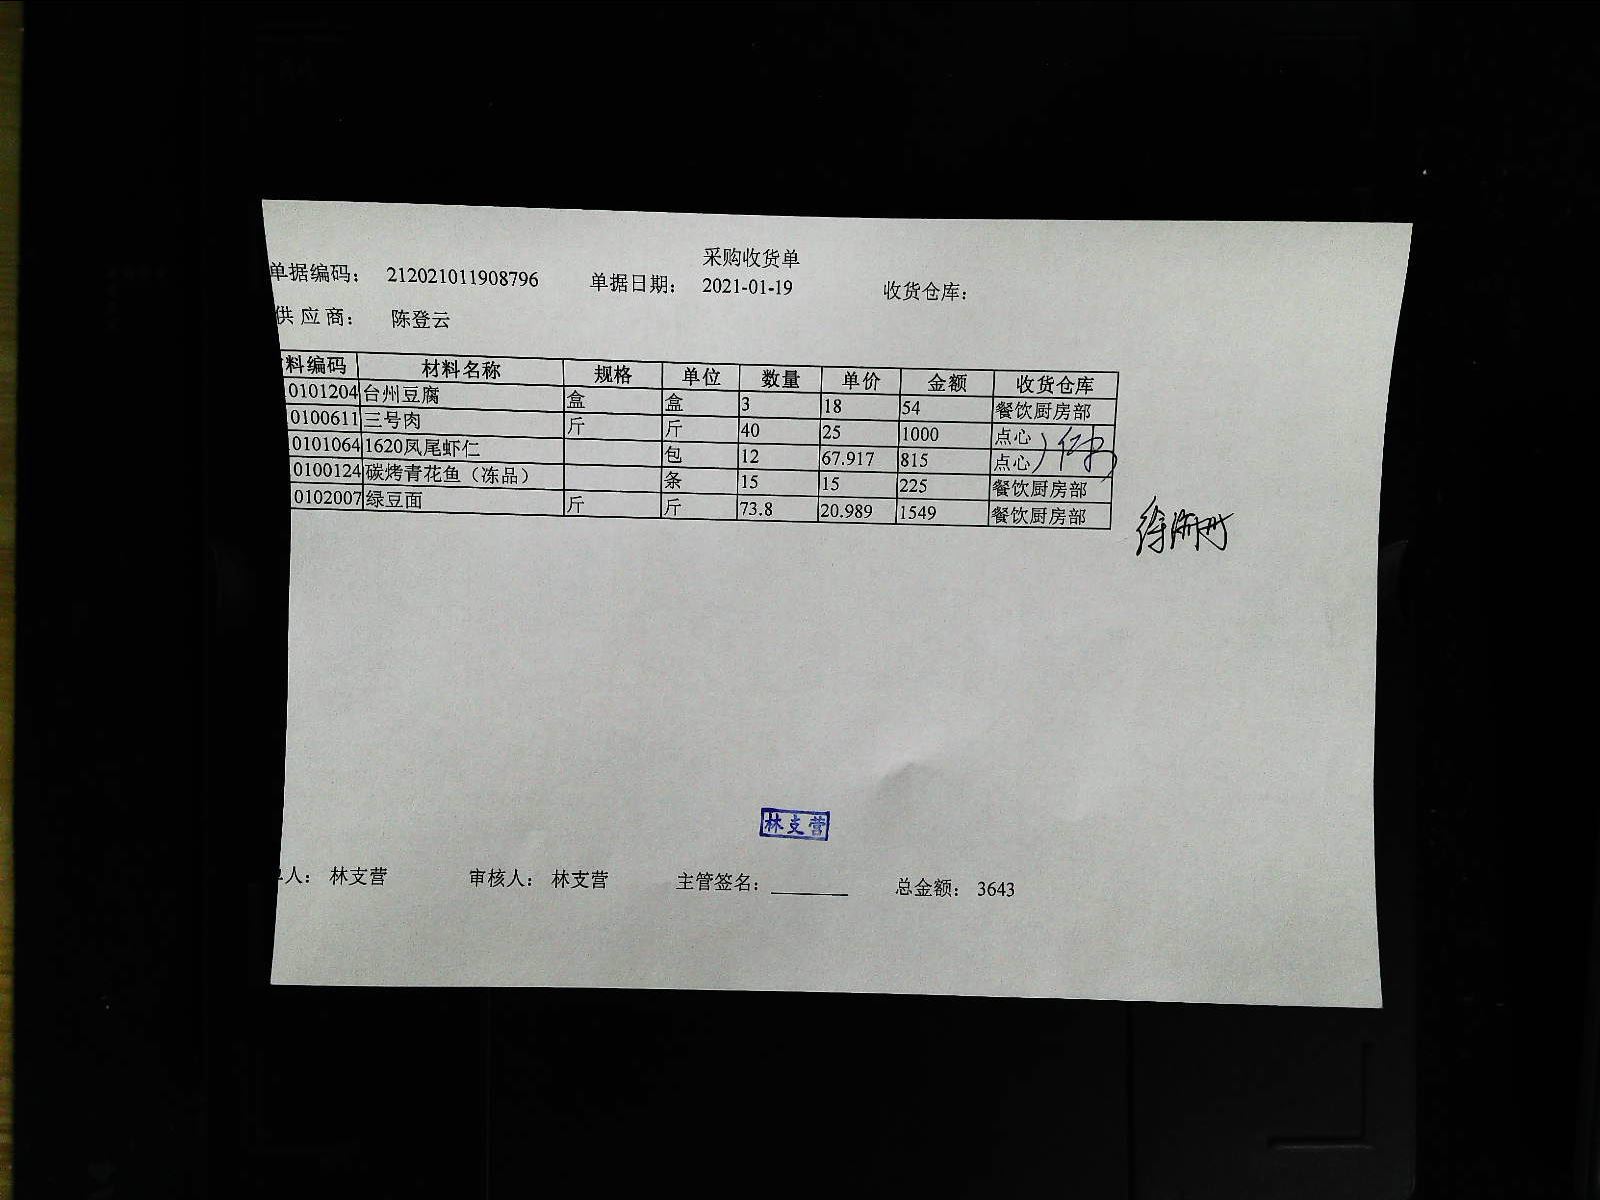 采购收货单
单据编码： 212021011908796 单据日期： 2021-01-19 收货仓库：
供应商： 陈登云
料编码 材料名称 规格 单位 数量 单价 金额 收货仓库
0101204 台州豆腐 盒 盒 3 18 54 餐饮厨房部
0100611 三号肉 斤 斤 40 25 1000 点心
0101064 1620凤尾虾仁 包 12 67.917 815 点心
0100124 碳烤青花鱼（冻品） 条 15 15 225 餐饮厨房部
0102007 绿豆面 斤 斤 73.8 20.989 1549 餐饮厨房部
林支营
人： 林支营 审核人： 林支营 主管签名： 总金额： 3643